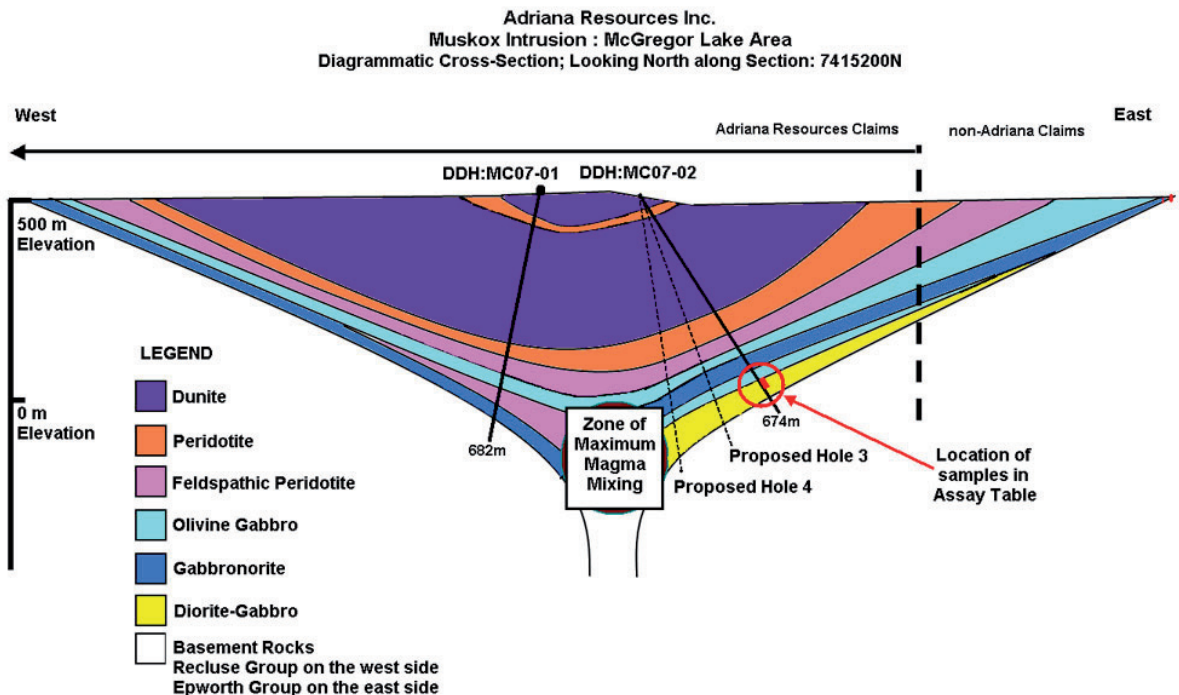 Adriana Resources Inc.
Muskox Intrusion : McGregor Lake Area
Diagrammatic Cross-Section; Looking North along Section: 7415200N
West
East
Adriana Resources Claims
non-Adriana Claims
DDH:MC07-01
DDH:MC07-02
500 m
Elevation
LEGEND
Dunite
0 m
Elevation
Peridotite
Feldspathic Peridotite
Olivine Gabbro
Gabbronorite
Diorite-Gabbro
Basement Rocks
Recluse Group on the west side
Epworth Group on the east side
682m
Zone of
Maximum
Magma
Mixing
674m
Proposed Hole 3
Proposed Hole 4
Location of
samples in
Assay Table